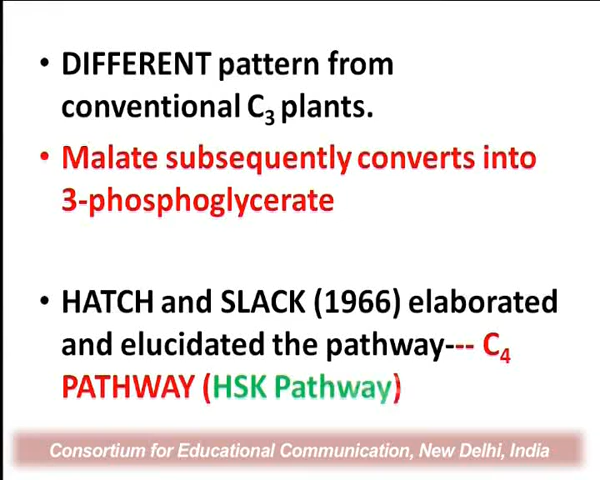 • DIFFERENT pattern from
conventional C₃ plants.
• Malate subsequently converts into
3-phosphoglycerate
• HATCH and SLACK (1966) elaborated
and elucidated the pathway--- C₄
PATHWAY (HSK Pathway)
Consortium for Educational Communication, New Delhi, India